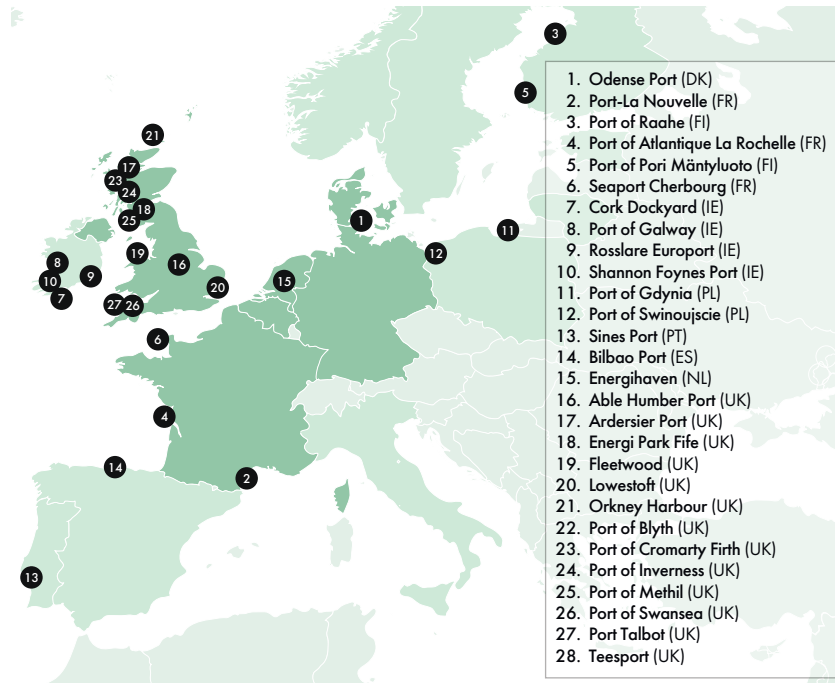 3
5
21
17
23
24
18
25
1
11
8
19
12
16
9
10
15
20
7
27
26
6
4
14
2
13
1. Odense Port (DK)
2. Port-La Nouvelle (FR)
3. Port of Raahe (FI)
4. Port of Atlantique La Rochelle (FR)
5. Port of Pori Mäntyluoto (FI)
6. Seaport Cherbourg (FR)
7. Cork Dockyard (IE)
8. Port of Galway (IE)
9. Rosslare Europort (IE)
10. Shannon Foynes Port (IE)
11. Port of Gdynia (PL)
12. Port of Swinoujscie (PL)
13. Sines Port (PT)
14. Bilbao Port (ES)
15. Energihaven (NL)
16. Able Humber Port (UK)
17. Ardersier Port (UK)
18. Energi Park Fife (UK)
19. Fleetwood (UK)
20. Lowestoft (UK)
21. Orkney Harbour (UK)
22. Port of Blyth (UK)
23. Port of Cromarty Firth (UK)
24. Port of Inverness (UK)
25. Port of Methil (UK)
26. Port of Swansea (UK)
27. Port Talbot (UK)
28. Teesport (UK)